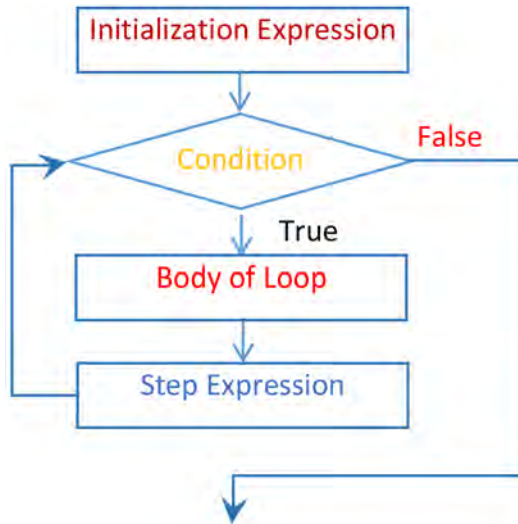 Initialization Expression
Condition
False
True
Body of Loop
Step Expression